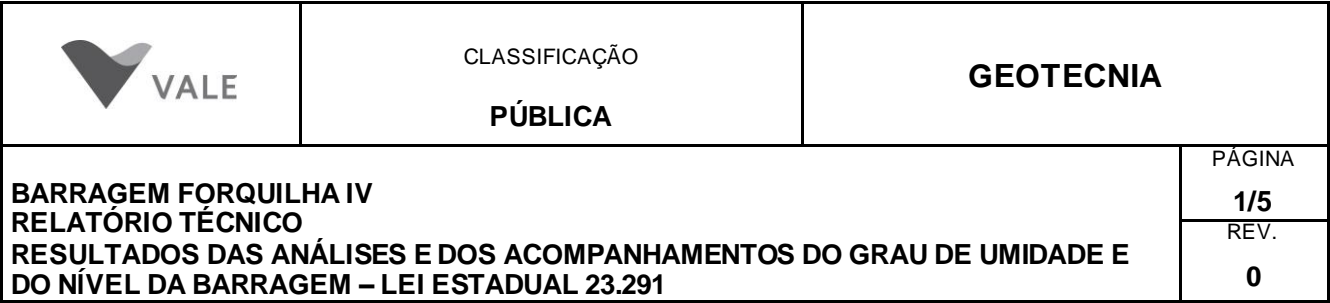 VALE
CLASSIFICAÇÃO
PÚBLICA
GEOTECNIA
BARRAGEM FORQUILHA IV
RELATÓRIO TÉCNICO
RESULTADOS DAS ANÁLISES E DOS ACOMPANHAMENTOS DO GRAU DE UMIDADE E
DO NÍVEL DA BARRAGEM – LEI ESTADUAL 23.291
PÁGINA
1/5
REV.
0